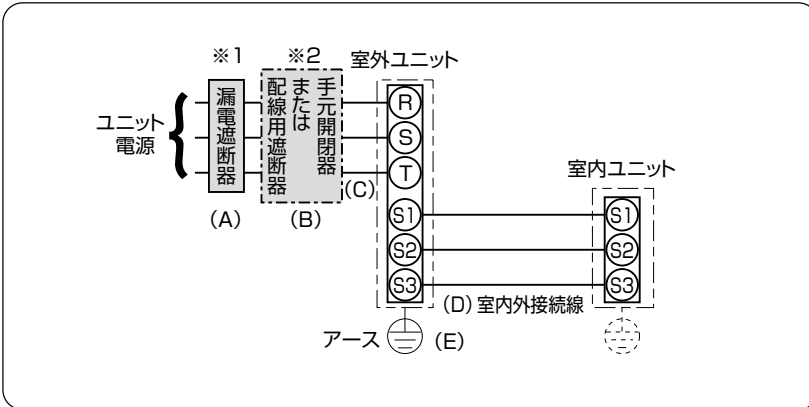 ※1
※2
室外ユニット
ユニット
電源
漏電遮断器
手元開閉器
または
配線用遮断器
R
S
T
(A)
(B)
(C)
室内ユニット
S1
S1
S2
S2
S3
S3
(D) 室内外接続線
アース
(E)